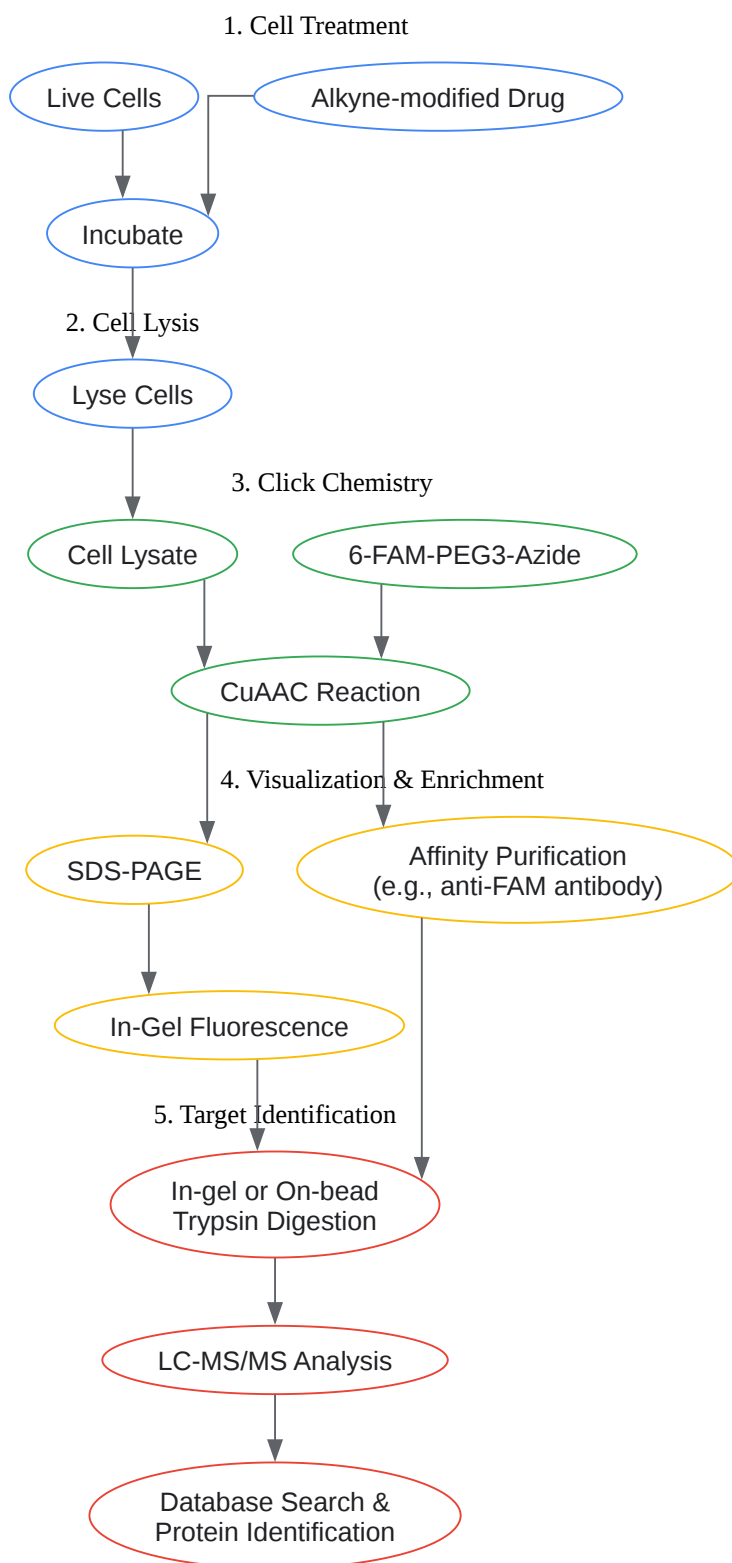 1. Cell Treatment
Live Cells
Alkyne-modified Drug
Incubate
2. Cell Lysis
Lyse Cells
3. Click Chemistry
Cell Lysate
6-FAM-PEG3-Azide
CuAAC Reaction
4. Visualization & Enrichment
SDS-PAGE
Affinity Purification
(e.g., anti-FAM antibody)
In-Gel Fluorescence
5. Target Identification
In-gel or On-bead
Trypsin Digestion
LC-MS/MS Analysis
Database Search &
Protein Identification